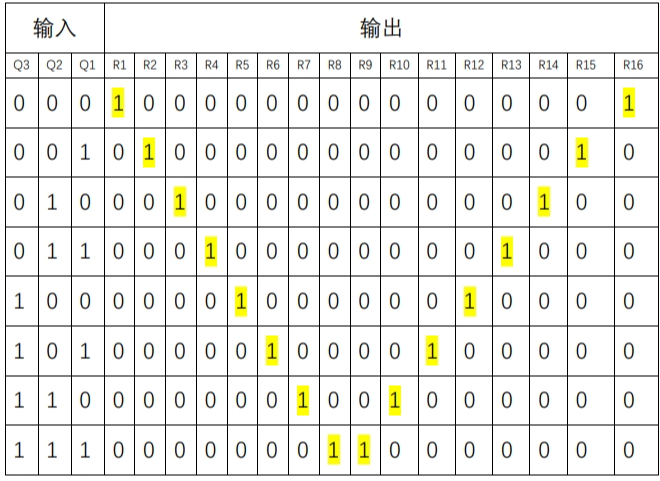 输入 输出
Q3 Q2 Q1 R1 R2 R3 R4 R5 R6 R7 R8 R9 R10 R11 R12 R13 R14 R15 R16
0 0 0 1 0 0 0 0 0 0 0 0 0 0 0 0 0 0 1
0 0 1 0 1 0 0 0 0 0 0 0 0 0 0 0 0 1 0
0 1 0 0 0 1 0 0 0 0 0 0 0 0 0 0 1 0 0
0 1 1 0 0 0 1 0 0 0 0 0 0 0 0 1 0 0 0
1 0 0 0 0 0 0 1 0 0 0 0 0 0 1 0 0 0 0
1 0 1 0 0 0 0 0 1 0 0 0 0 1 0 0 0 0 0
1 1 0 0 0 0 0 0 0 1 0 0 1 0 0 0 0 0 0
1 1 1 0 0 0 0 0 0 0 1 1 0 0 0 0 0 0 0